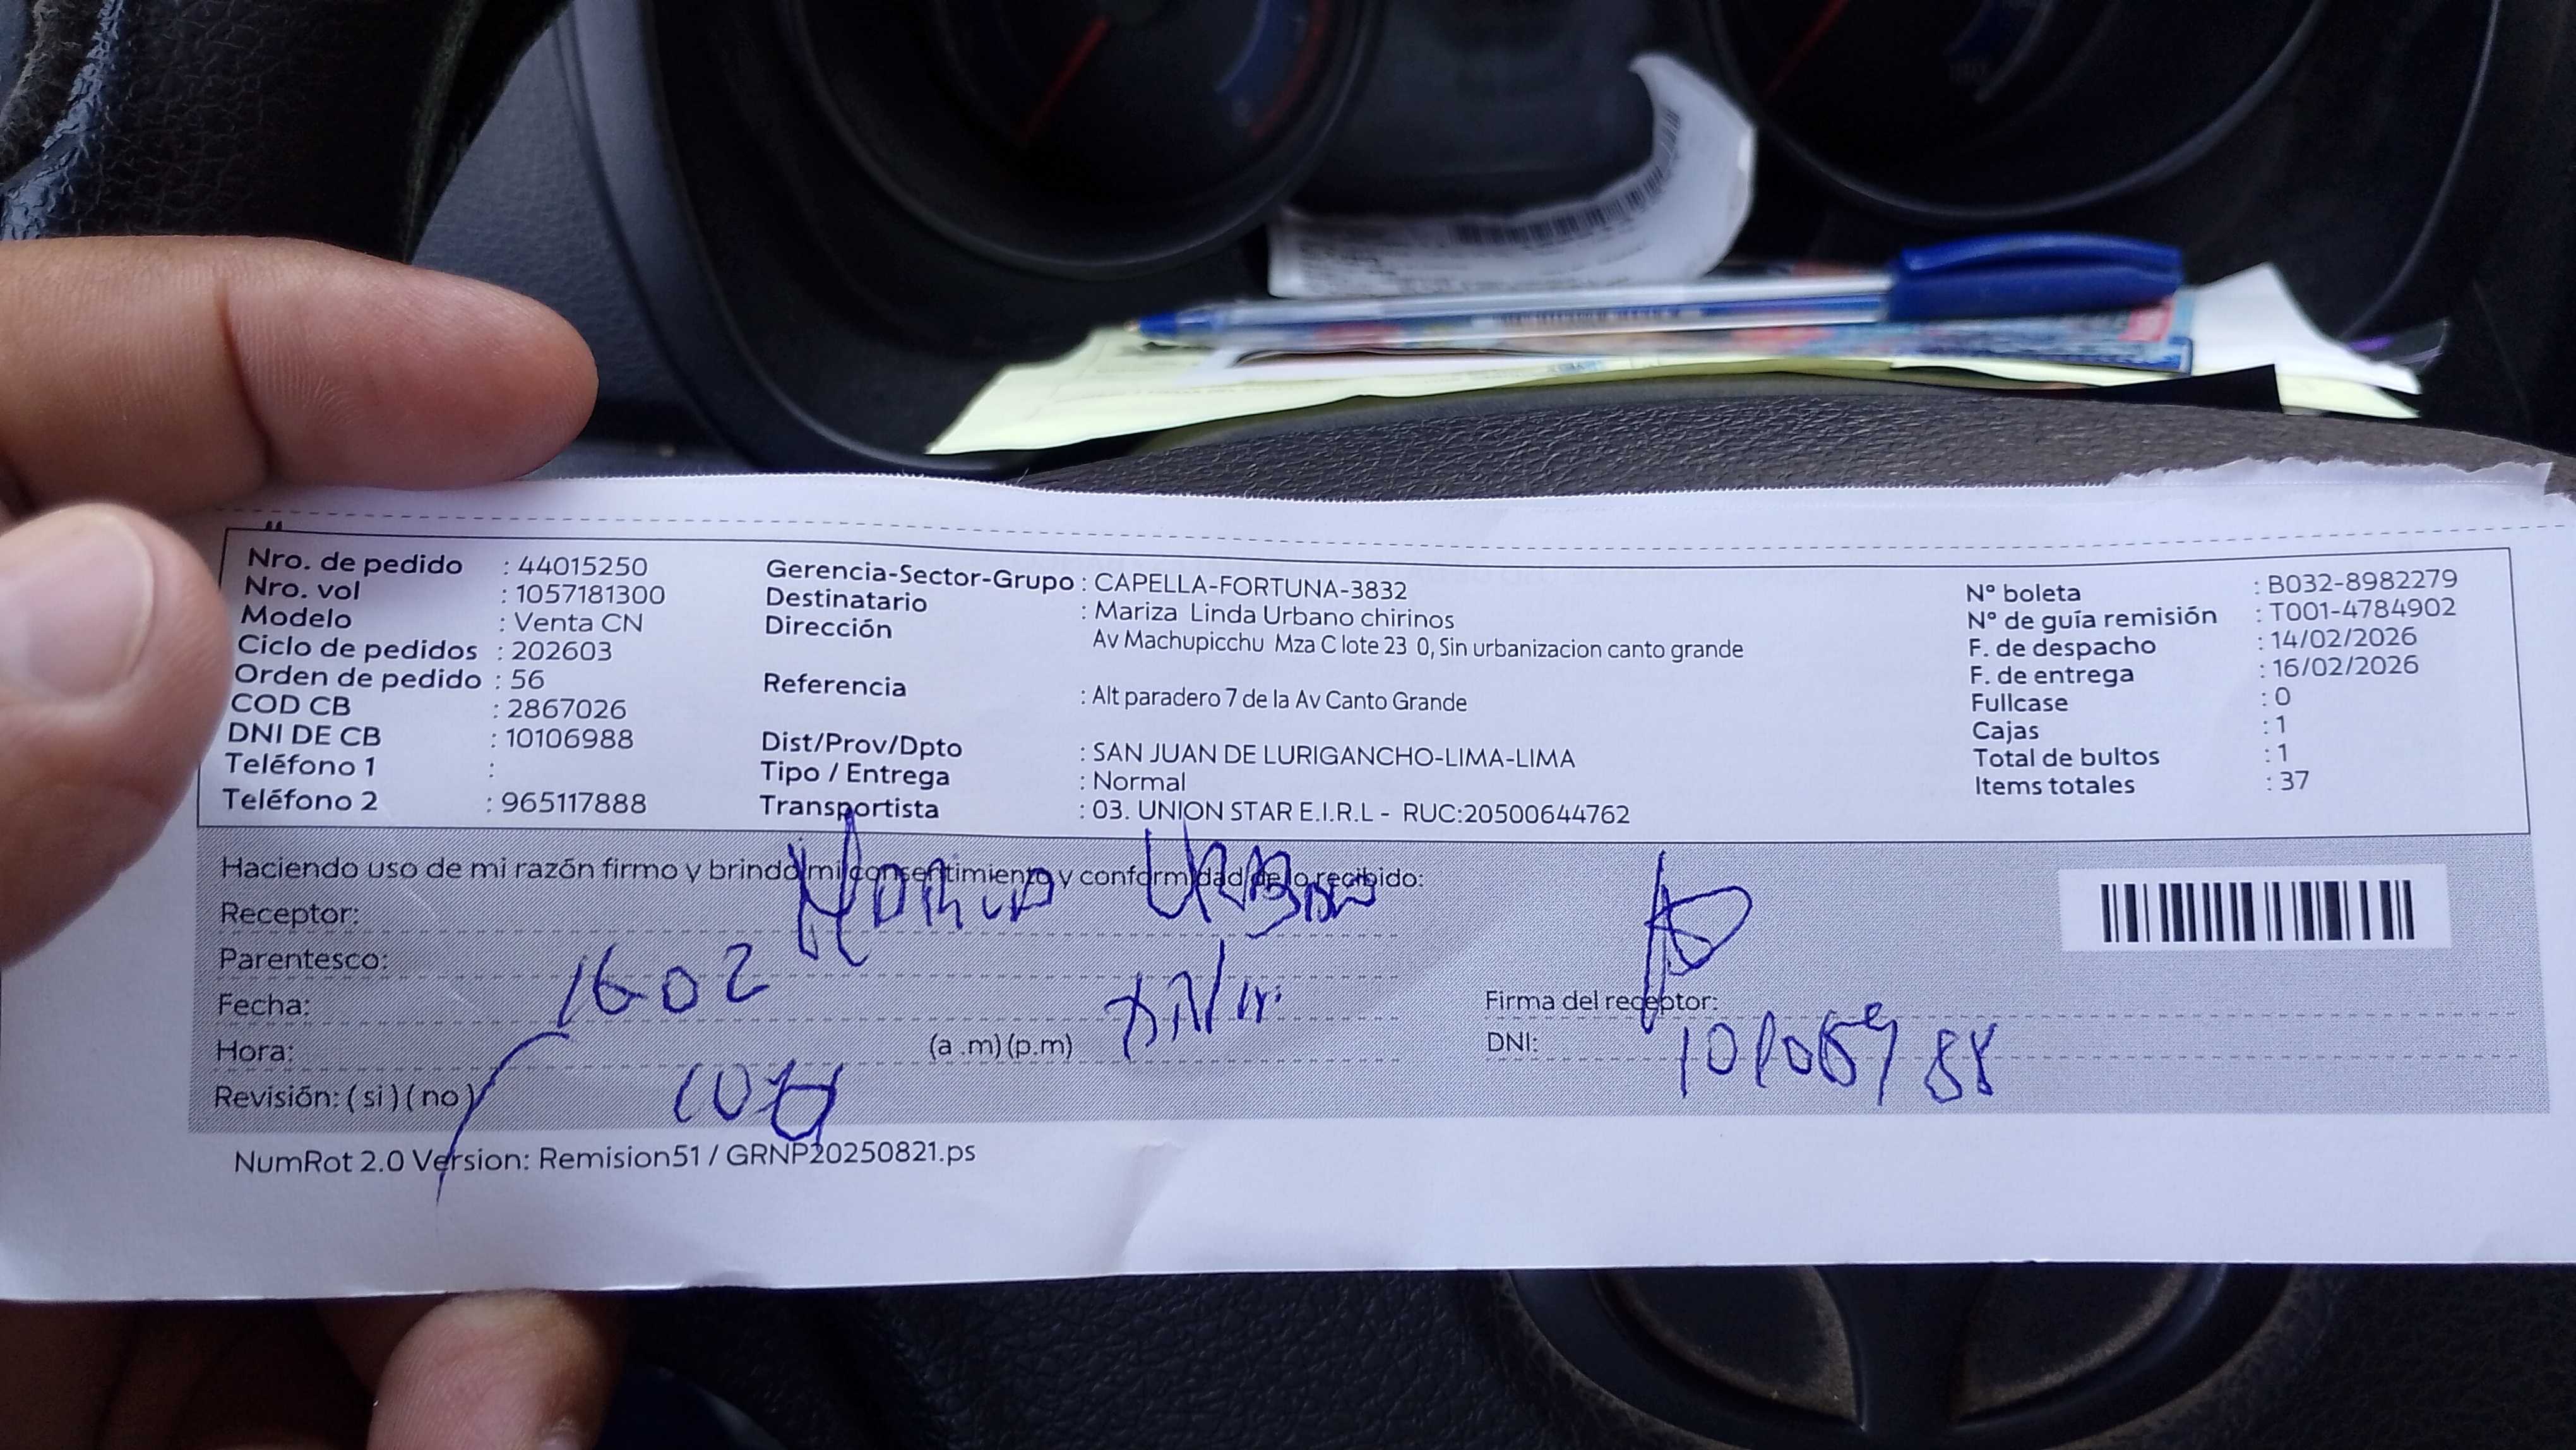 Nro. de pedido : 44015250
Nro. vol : 1057181300
Modelo : Venta CN
Ciclo de pedidos : 202603
Orden de pedido : 56
COD CB : 2867026
DNI DE CB : 10106988
Teléfono 1 :
Teléfono 2 : 965117888
Gerencia-Sector-Grupo : CAPELLA-FORTUNA-3832
Destinatario : Mariza Linda Urbano chirinos
Dirección Av Machupicchu Mza C lote 23 0, Sin urbanizacion canto grande
Referencia : Alt paradero 7 de la Av Canto Grande
Dist/Prov/Dpto : SAN JUAN DE LURIGANCHO-LIMA-LIMA
Tipo / Entrega : Normal
Transportista : 03. UNION STAR E.I.R.L - RUC:20500644762
N° boleta : B032-8982279
N° de guía remisión : T001-4784902
F. de despacho : 14/02/2026
F. de entrega : 16/02/2026
Fullcase : 0
Cajas : 1
Total de bultos : 1
Items totales : 37
Haciendo uso de mi razón firmo y brindo mi consentimiento y conformidad de lo recibido:
Receptor: Urbano
Parentesco:
Fecha: 1602
Hora: (a .m) (p.m)
Revisión: ( si ) ( no )
Firma del receptor:
DNI:
NumRot 2.0 Version: Remision51 / GRNP20250821.ps